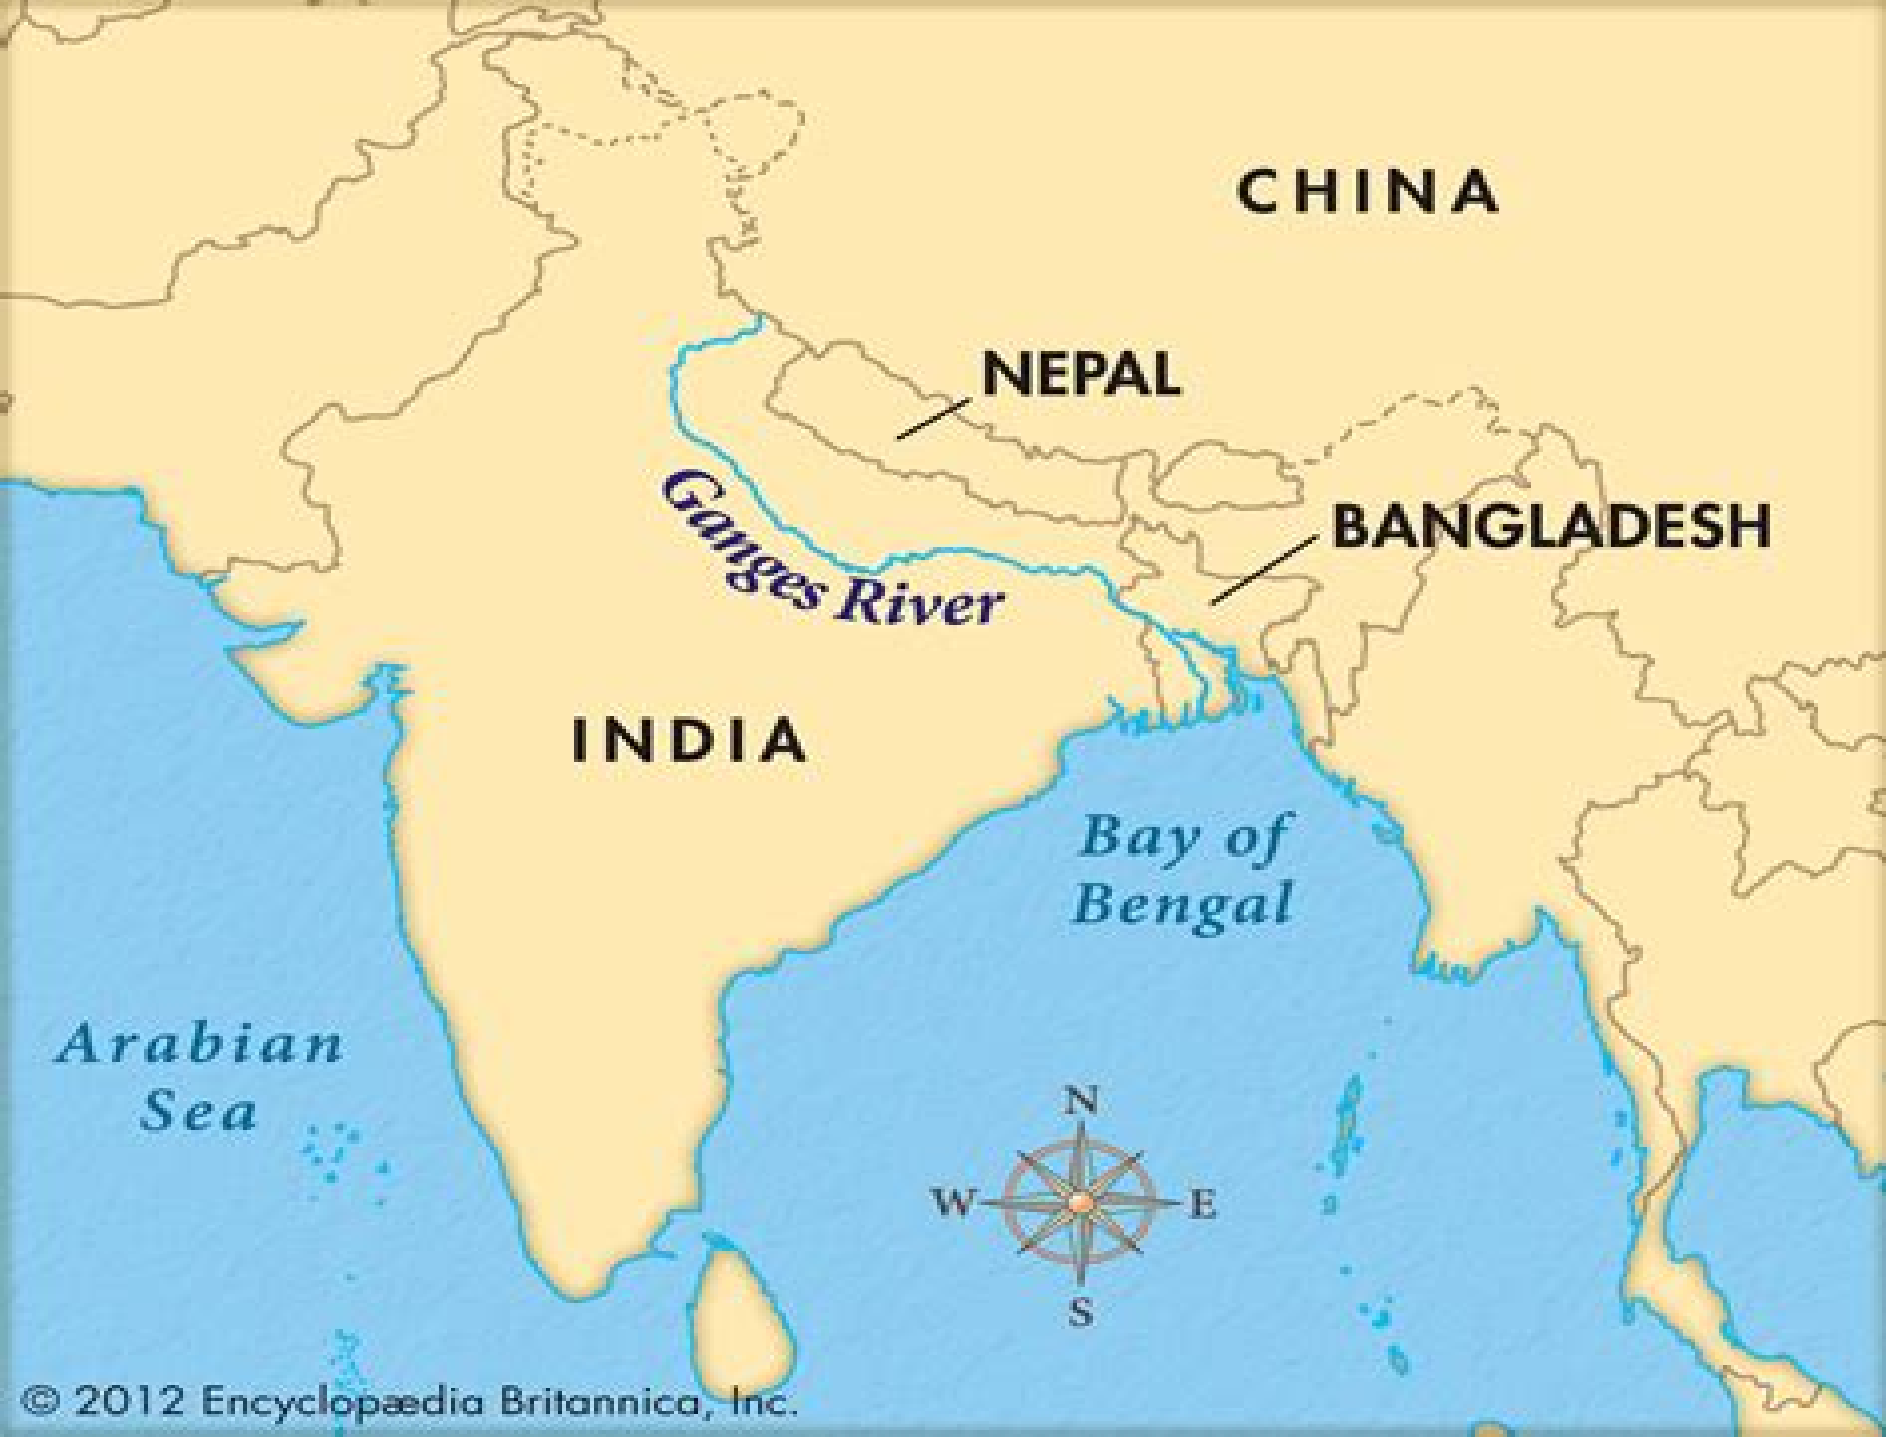 CHINA
NEPAL
BANGLADESH
Ganges River
INDIA
Bay of
Bengal
Arabian
Sea
N
W
E
S
© 2012 Encyclopædia Britannica, Inc.